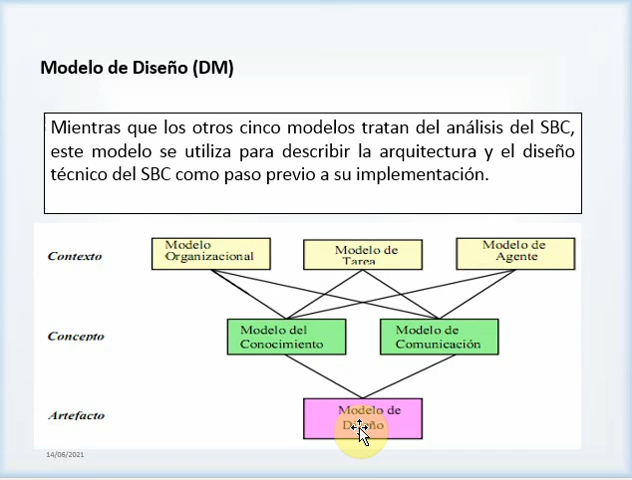 Modelo de Diseño (DM)
Mientras que los otros cinco modelos tratan del análisis del SBC,
este modelo se utiliza para describir la arquitectura y el diseño
técnico del SBC como paso previo a su implementación.
Contexto
Modelo
Organizacional
Modelo de
Tarea
Modelo de
Agente
Concepto
Modelo del
Conocimiento
Modelo de
Comunicación
Artefacto
Modelo de
Diseño
14/06/2021